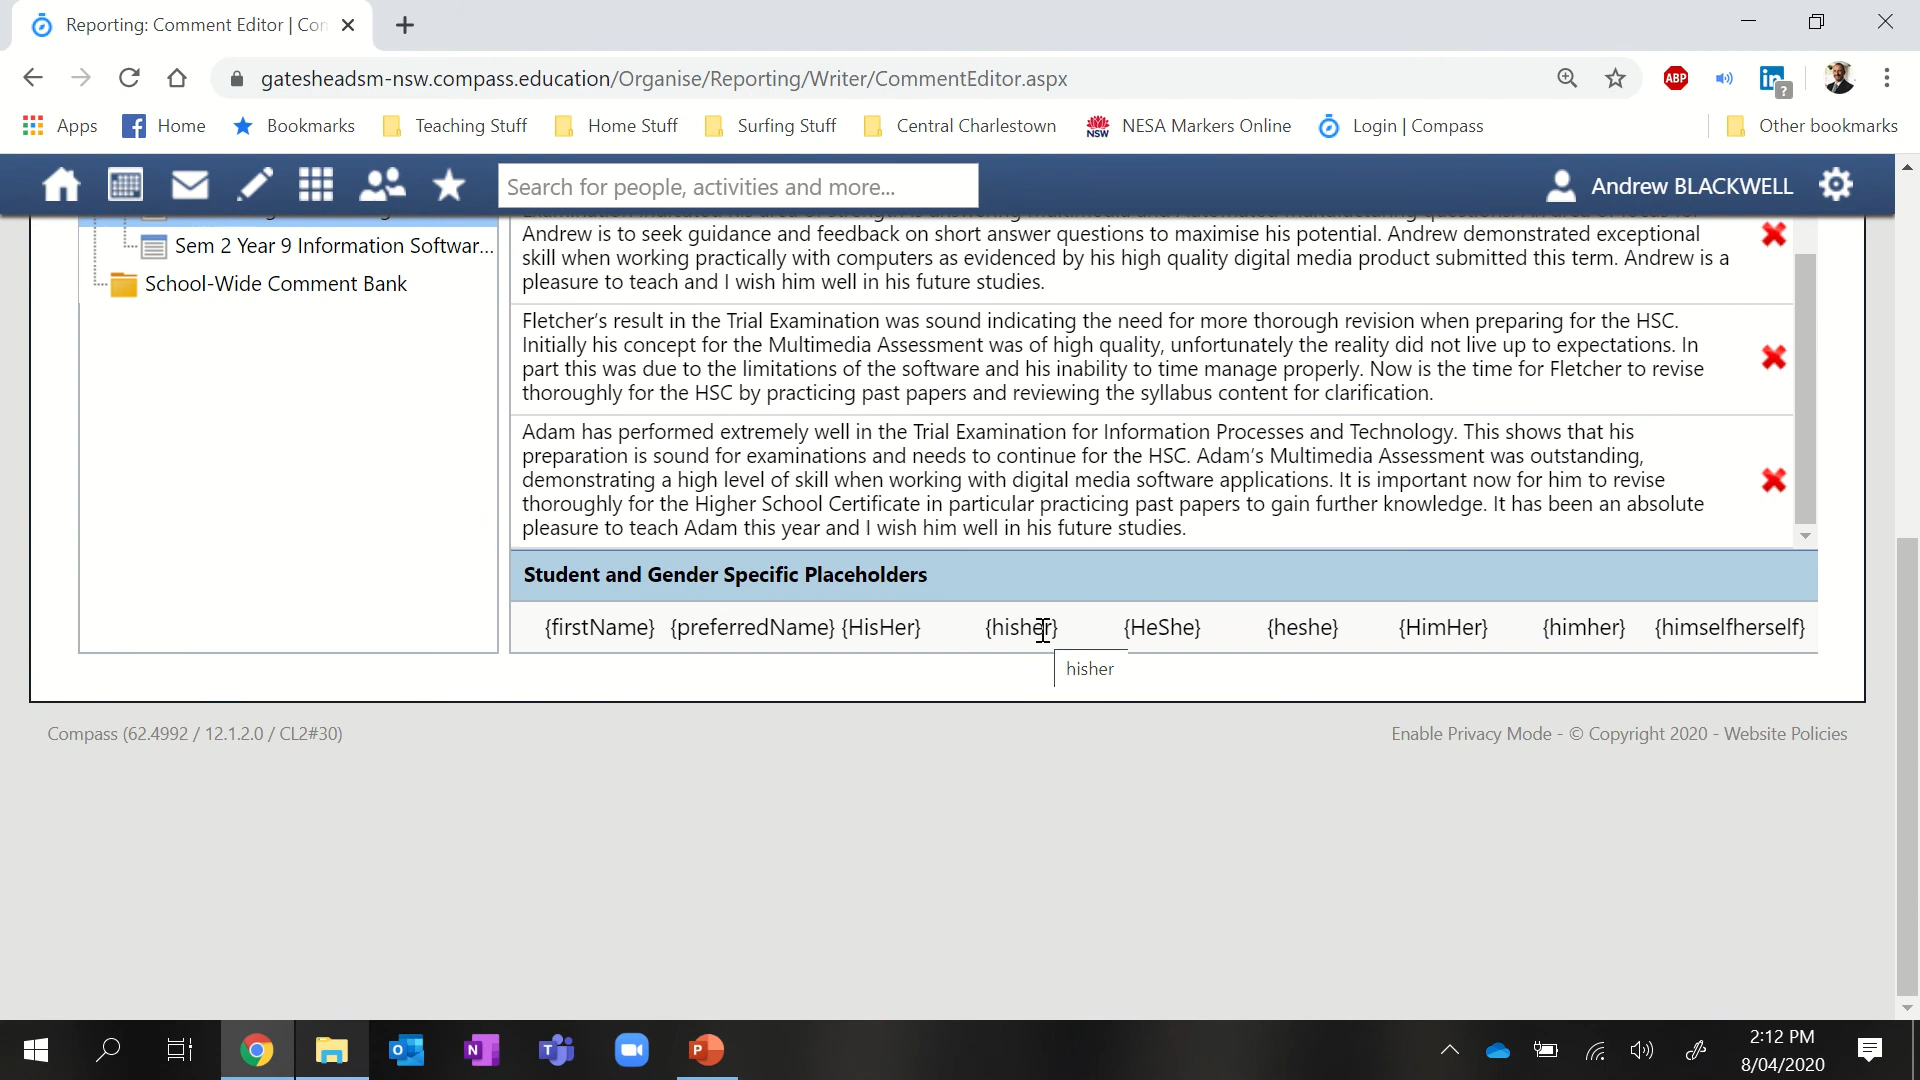 Reporting: Comment Editor | Con
gatesheadsm-nsw.compass.education/Organise/Reporting/Writer/CommentEditor.aspx
ABP
in
?
Apps
Home
Bookmarks
Teaching Stuff
Home Stuff
Surfing Stuff
Central Charlestown
NSW
NESA Markers Online
Login | Compass
Other bookmarks
Search for people, activities and more...
Andrew BLACKWELL
Sem 2 Year 9 Information Softwar...
School-Wide Comment Bank
Andrew is to seek guidance and feedback on short answer questions to maximise his potential. Andrew demonstrated exceptional
skill when working practically with computers as evidenced by his high quality digital media product submitted this term. Andrew is a
pleasure to teach and I wish him well in his future studies.
Fletcher's result in the Trial Examination was sound indicating the need for more thorough revision when preparing for the HSC.
Initially his concept for the Multimedia Assessment was of high quality, unfortunately the reality did not live up to expectations. In
part this was due to the limitations of the software and his inability to time manage properly. Now is the time for Fletcher to revise
thoroughly for the HSC by practicing past papers and reviewing the syllabus content for clarification.
Adam has performed extremely well in the Trial Examination for Information Processes and Technology. This shows that his
preparation is sound for examinations and needs to continue for the HSC. Adam's Multimedia Assessment was outstanding,
demonstrating a high level of skill when working with digital media software applications. It is important now for him to revise
thoroughly for the Higher School Certificate in particular practicing past papers to gain further knowledge. It has been an absolute
pleasure to teach Adam this year and I wish him well in his future studies.
Student and Gender Specific Placeholders
{firstName} {preferredName} {HisHer} {hisher} {HeShe} {heshe} {HimHer} {himher} {himselfherself}
hisher
Compass (62.4992 / 12.1.2.0 / CL2#30)
Enable Privacy Mode - © Copyright 2020 - Website Policies
2:12 PM
8/04/2020